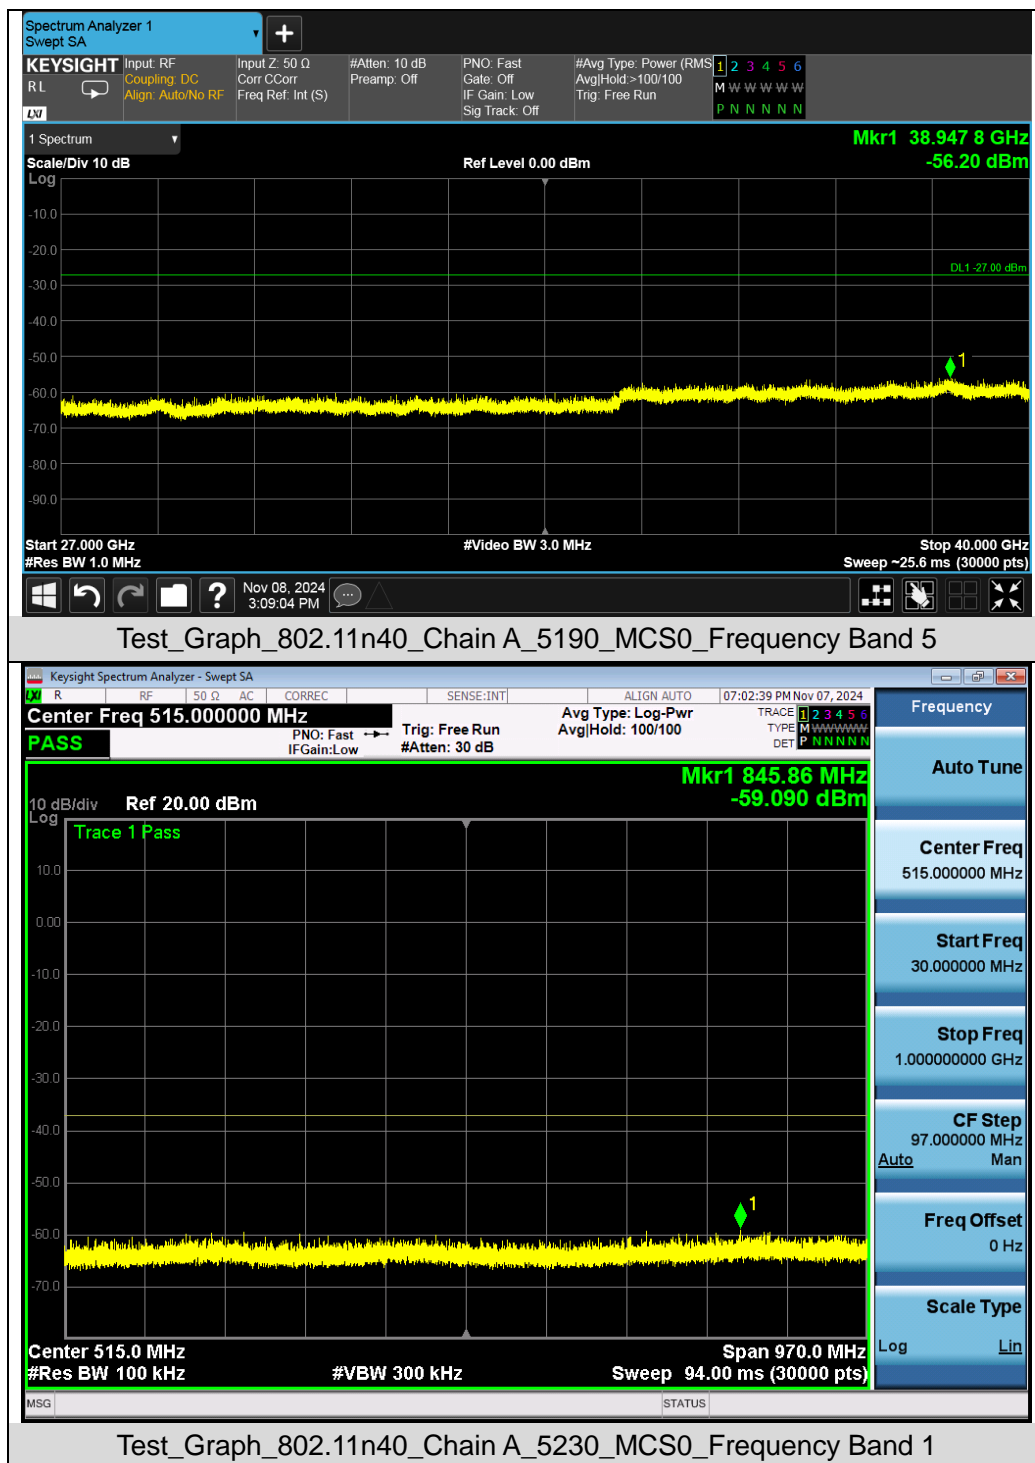 Spectrum Analyzer 1
Swept SA
KEYSIGHT
RL
LXI
Input: RF
Coupling: DC
Align: Auto/No RF
Input Z: 50 Ω
Corr CCorr
Freq Ref: Int (S)
#Atten: 10 dB
Preamp: Off
PNO: Fast
Gate: Off
IF Gain: Low
Sig Track: Off
#Avg Type: Power (RMS
Avg|Hold:>100/100
Trig: Free Run
1 2 3 4 5 6
M W W W W W
P N N N N N
1 Spectrum
Mkr1 38.947 8 GHz
Scale/Div 10 dB
Ref Level 0.00 dBm
-56.20 dBm
Log
-10.0
-20.0
DL1 -27.00 dBm
-30.0
-40.0
-50.0
1
-60.0
-70.0
-80.0
-90.0
Start 27.000 GHz
#Video BW 3.0 MHz
Stop 40.000 GHz
#Res BW 1.0 MHz
Sweep ~25.6 ms (30000 pts)
Nov 08, 2024
3:09:04 PM
Test_Graph_802.11n40_Chain A_5190_MCS0_Frequency Band 5
Keysight Spectrum Analyzer - Swept SA
LXI R RF 50 Ω AC CORREC SENSE:INT ALIGN AUTO 07:02:39 PM Nov 07, 2024
Center Freq 515.000000 MHz
PASS
PNO: Fast
IFGain:Low
Trig: Free Run
#Atten: 30 dB
Avg Type: Log-Pwr
Avg|Hold: 100/100
TRACE 1 2 3 4 5 6
TYPE M W W W W W
DET P N N N N N
Frequency
Mkr1 845.86 MHz
-59.090 dBm
10 dB/div Ref 20.00 dBm
Log
Trace 1 Pass
10.0
0.00
-10.0
-20.0
-30.0
-40.0
-50.0
1
-60.0
-70.0
Center 515.0 MHz
Span 970.0 MHz
#Res BW 100 kHz
#VBW 300 kHz
Sweep 94.00 ms (30000 pts)
Auto Tune
Center Freq
515.000000 MHz
Start Freq
30.000000 MHz
Stop Freq
1.000000000 GHz
CF Step
97.000000 MHz
Auto Man
Freq Offset
0 Hz
Scale Type
Log Lin
MSG
STATUS
Test_Graph_802.11n40_Chain A_5230_MCS0_Frequency Band 1